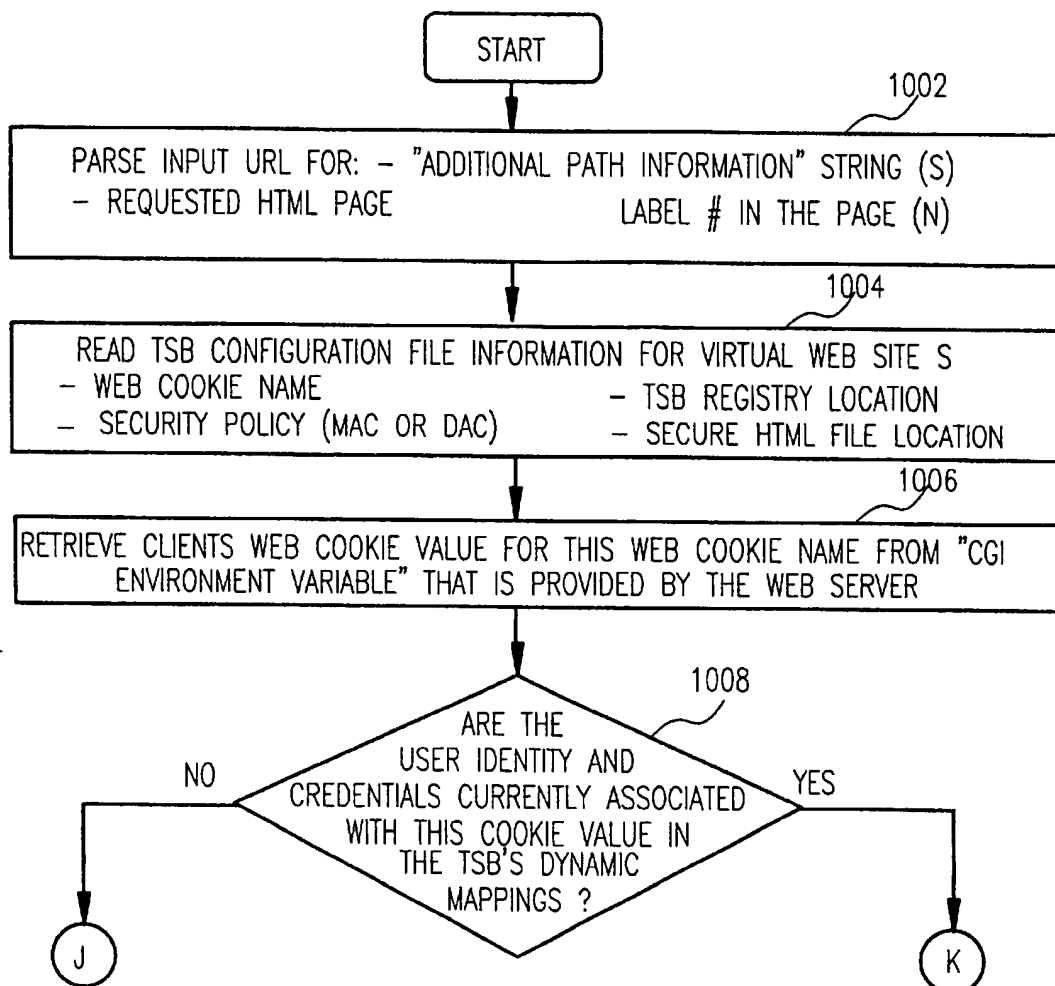 START
1002
PARSE INPUT URL FOR: - "ADDITIONAL PATH INFORMATION" STRING (S)
- REQUESTED HTML PAGE LABEL # IN THE PAGE (N)
1004
READ TSB CONFIGURATION FILE INFORMATION FOR VIRTUAL WEB SITE S
- WEB COOKIE NAME - TSB REGISTRY LOCATION
- SECURITY POLICY (MAC OR DAC) - SECURE HTML FILE LOCATION
1006
RETRIEVE CLIENTS WEB COOKIE VALUE FOR THIS WEB COOKIE NAME FROM "CGI
ENVIRONMENT VARIABLE" THAT IS PROVIDED BY THE WEB SERVER
1008
ARE THE
USER IDENTITY AND
CREDENTIALS CURRENTLY ASSOCIATED
WITH THIS COOKIE VALUE IN
THE TSB'S DYNAMIC
MAPPINGS ?
NO
YES
J
K